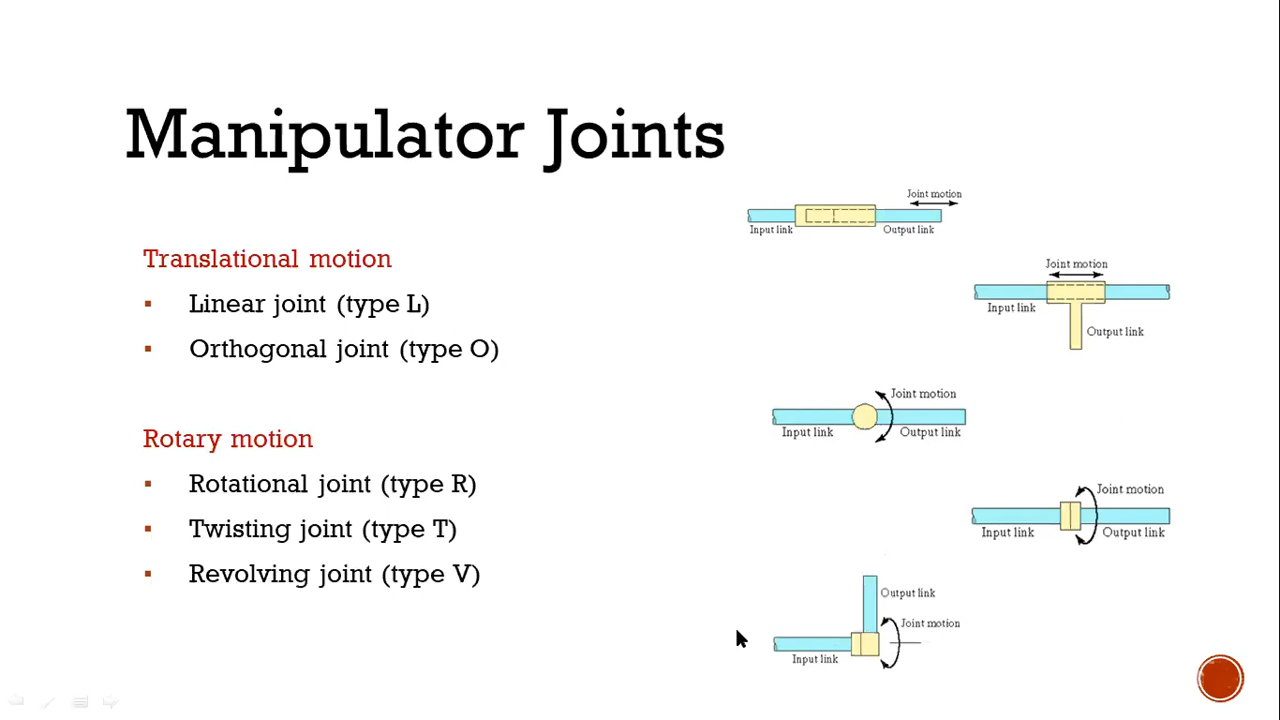 Manipulator Joints
Translational motion
▪ Linear joint (type L)
▪ Orthogonal joint (type O)
Rotary motion
▪ Rotational joint (type R)
▪ Twisting joint (type T)
▪ Revolving joint (type V)
Joint motion
Input link
Output link
Joint motion
Input link
Output link
Joint motion
Input link
Output link
Joint motion
Input link
Output link
Output link
Joint motion
Input link